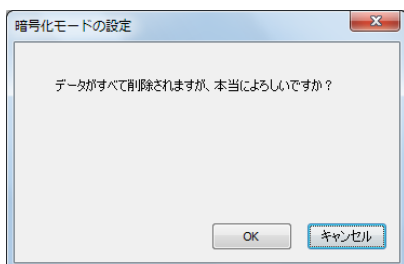 暗号化モードの設定
データがすべて削除されますが、本当によろしいですか？
OK
キャンセル